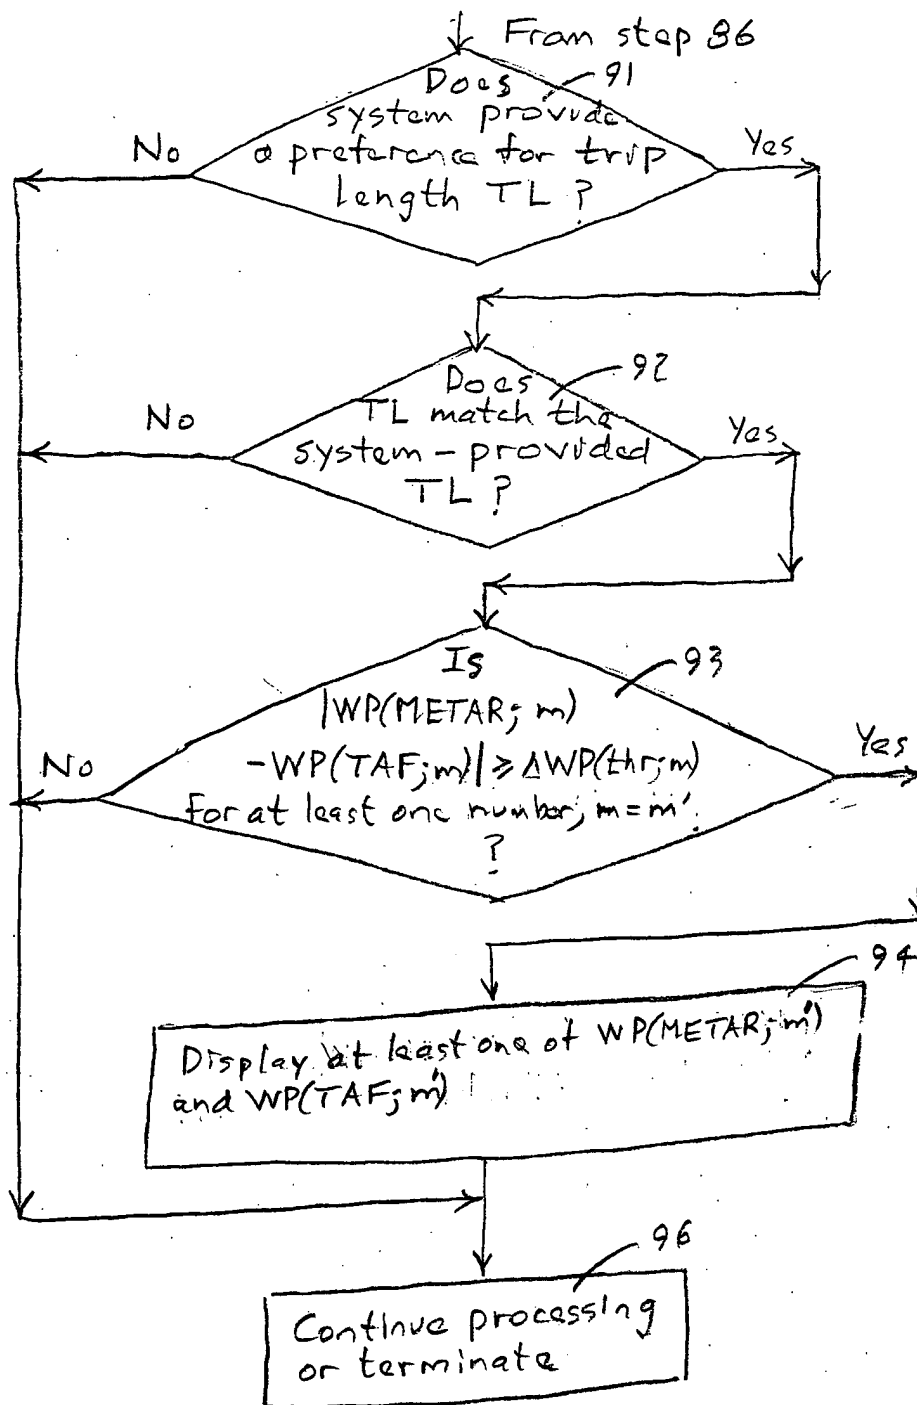 From step 86
91
Does
system provide
a preference for trip
length TL ?
No
Yes
92
Does
TL match the
system - provided
TL ?
No
Yes
93
Is
|WP(METAR; m)
-WP(TAF;m)| ≥ ΔWP(thr;m)
for at least one number, m=m'
?
No
Yes
94
Display at least one of WP(METAR; m')
and WP(TAF; m')
96
Continue processing
or terminate